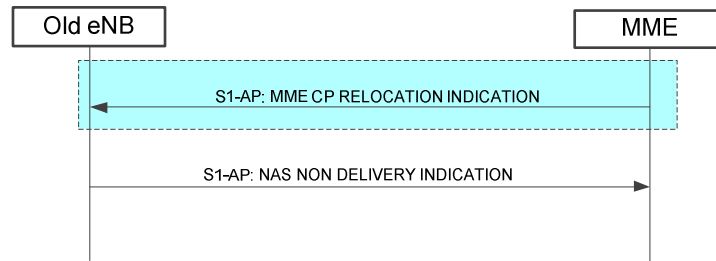 Old eNB
MME
S1-AP: MME CP RELOCATION INDICATION
S1-AP: NAS NON DELIVERY INDICATION